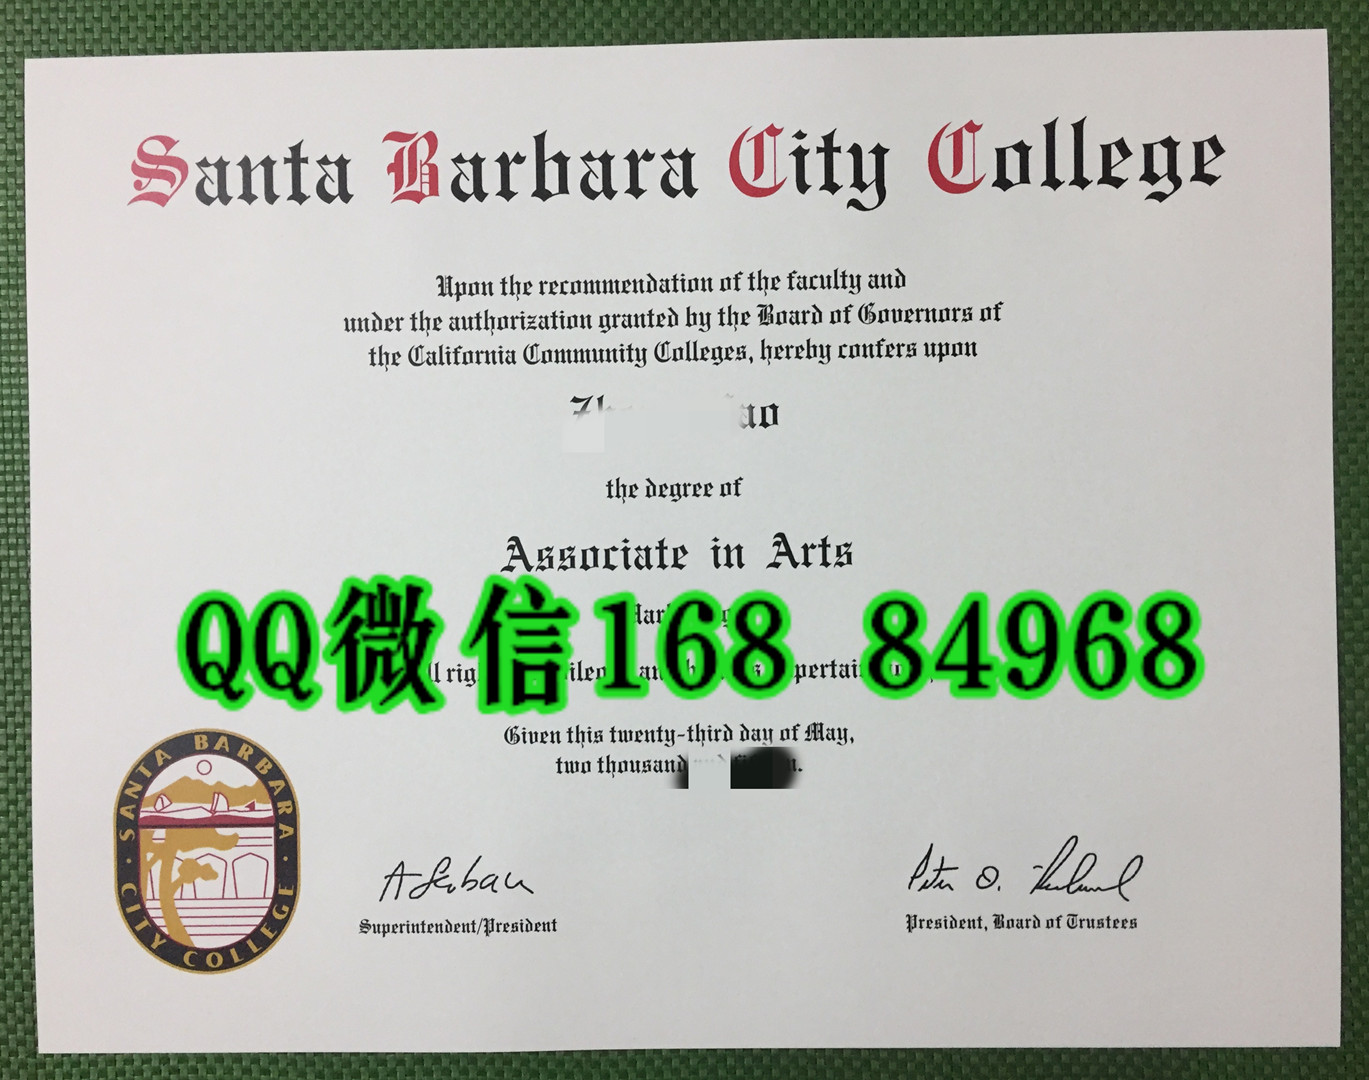 Santa Barbara City College
Upon the recommendation of the faculty and
under the authorization granted by the Board of Governors of
the California Community Colleges, hereby confers upon
the degree of
Associate in Arts
QQ微信168 84968
Given this twenty-third day of May,
two thousand
SANTA BARBARA
CITY COLLEGE
Superintendent/President
Peter O.
President, Board of Trustees